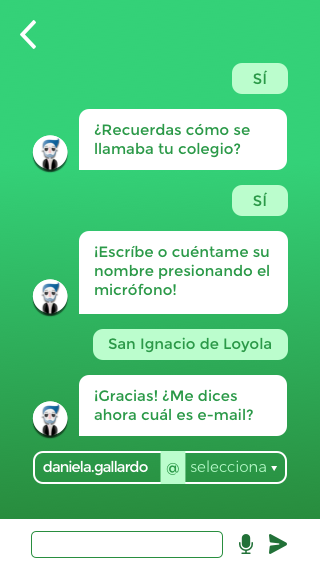 SÍ
¿Recuerdas cómo se
llamaba tu colegio?
SÍ
¡Escríbe o cuéntame su
nombre presionando el
micrófono!
San Ignacio de Loyola
¡Gracias! ¿Me dices
ahora cuál es e-mail?
daniela.gallardo @ selecciona ▾